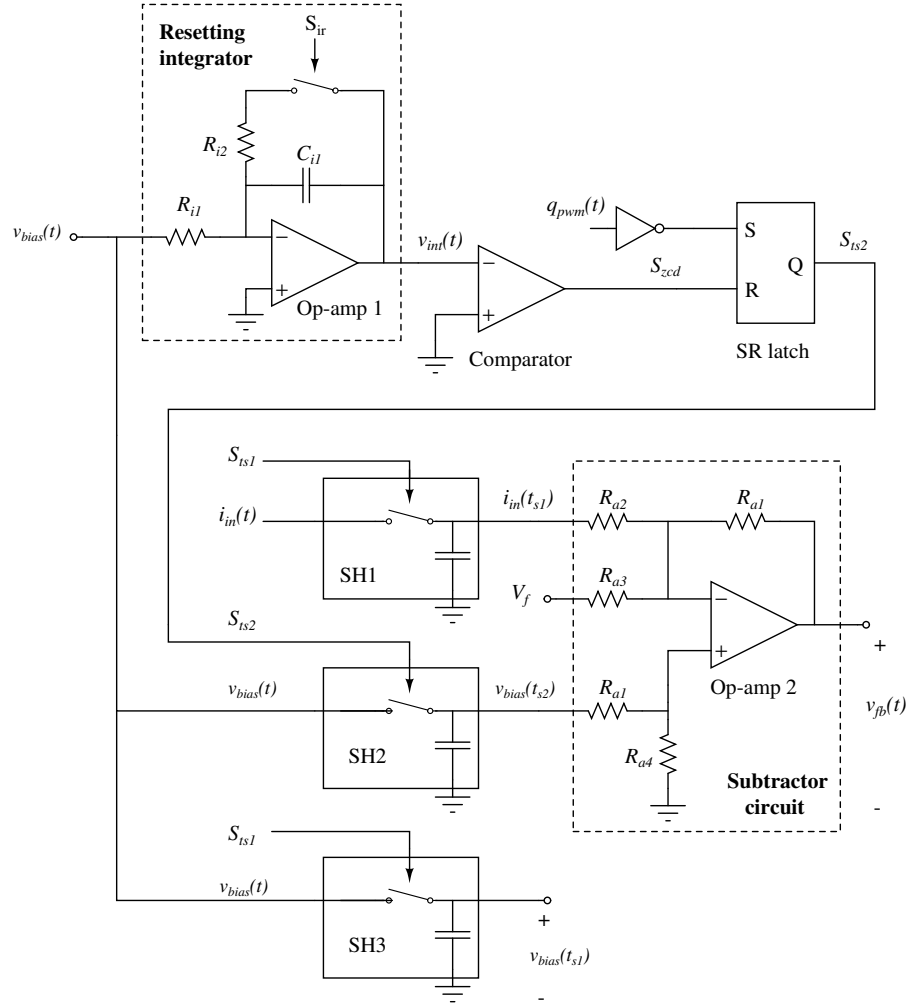 Resetting
integrator
S_ir
R_i2
C_i1
R_i1
v_bias(t)
−
+
Op-amp 1
v_int(t)
−
+
Comparator
S_zcd
q_pwm(t)
S
R
Q
SR latch
S_ts2
S_ts1
i_in(t)
SH1
i_in(t_s1)
R_a2
R_a1
V_f
R_a3
−
+
Op-amp 2
S_ts2
v_bias(t)
SH2
v_bias(t_s2)
R_a1
R_a4
Subtractor
circuit
+
v_fb(t)
-
S_ts1
v_bias(t)
SH3
+
v_bias(t_s1)
-